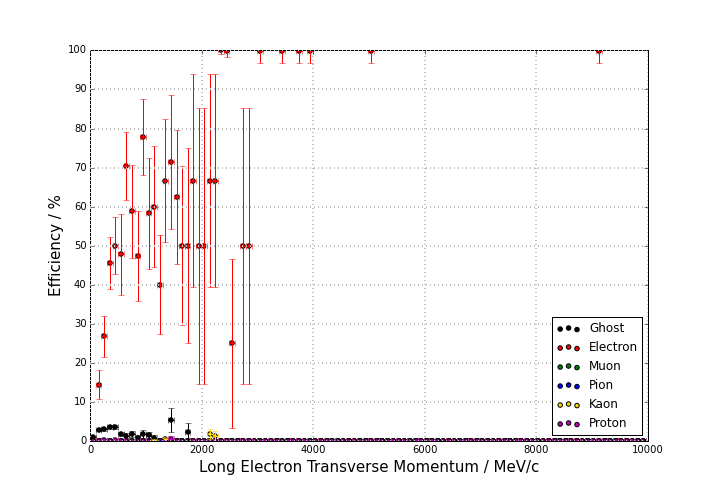 100
90
80
70
60
50
40
30
20
10
0
Efficiency / %
0 2000 4000 6000 8000 10000
Long Electron Transverse Momentum / MeV/c
Ghost
Electron
Muon
Pion
Kaon
Proton